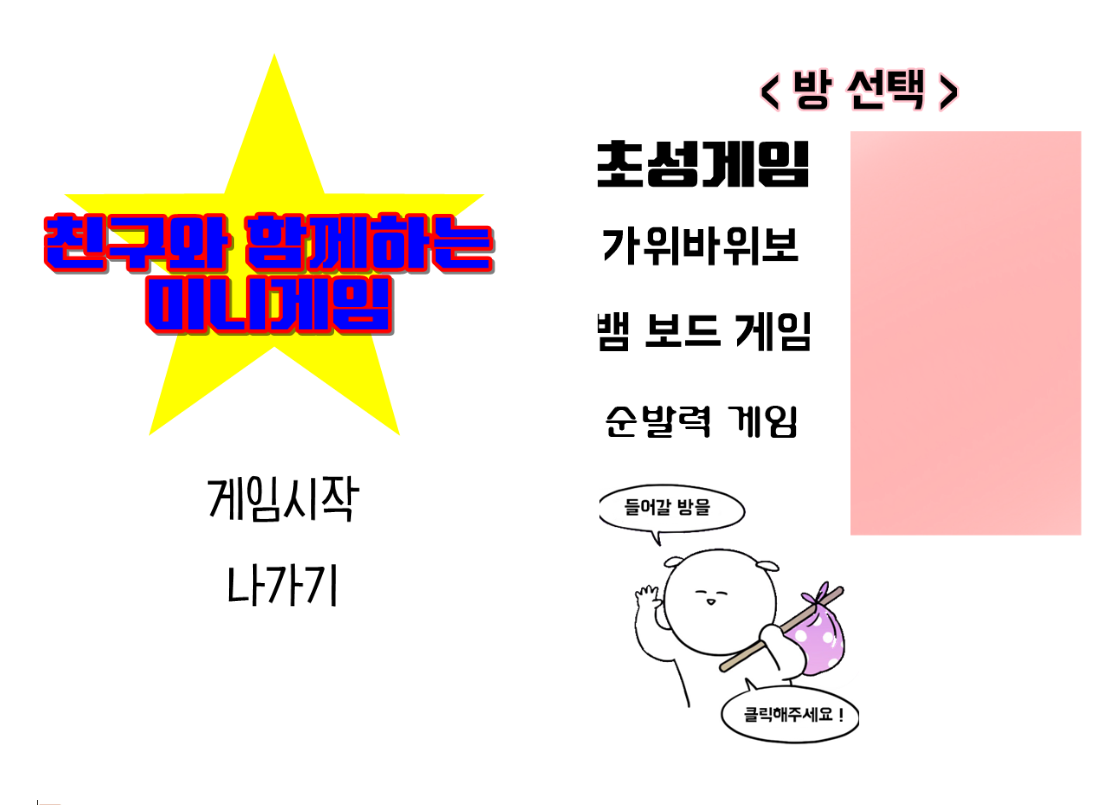 친구와 함께하는
미니게임
게임시작
나가기
< 방 선택 >
초성게임
가위바위보
뱀 보드 게임
순발력 게임
들어갈 방을
클릭해주세요 !